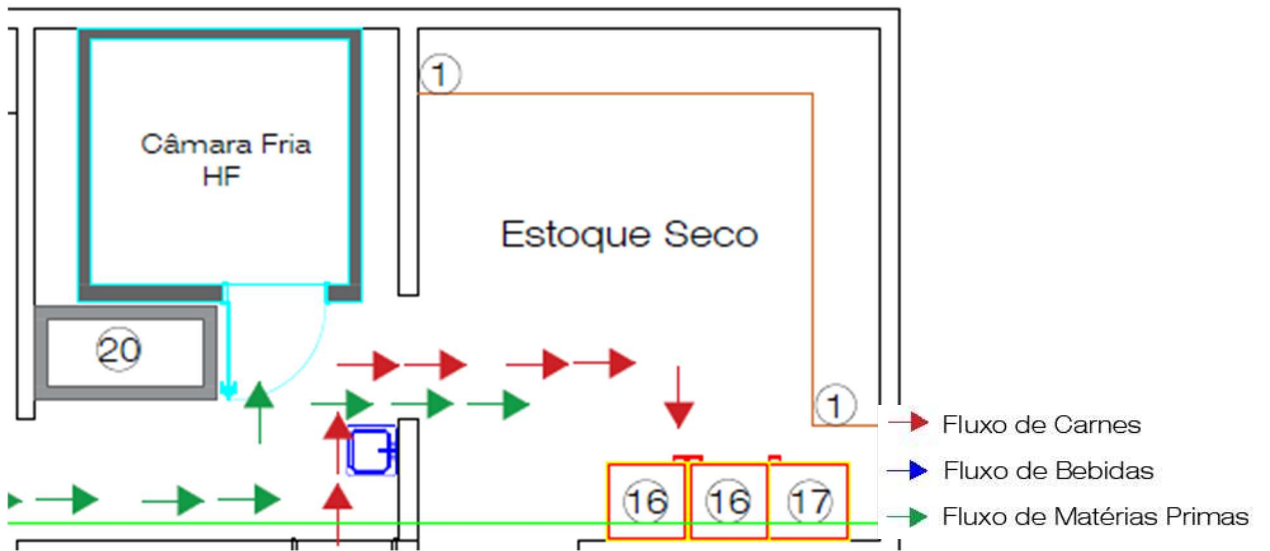 1
Câmara Fria
HF
Estoque Seco
20
1
Fluxo de Carnes
Fluxo de Bebidas
16
16
17
Fluxo de Matérias Primas